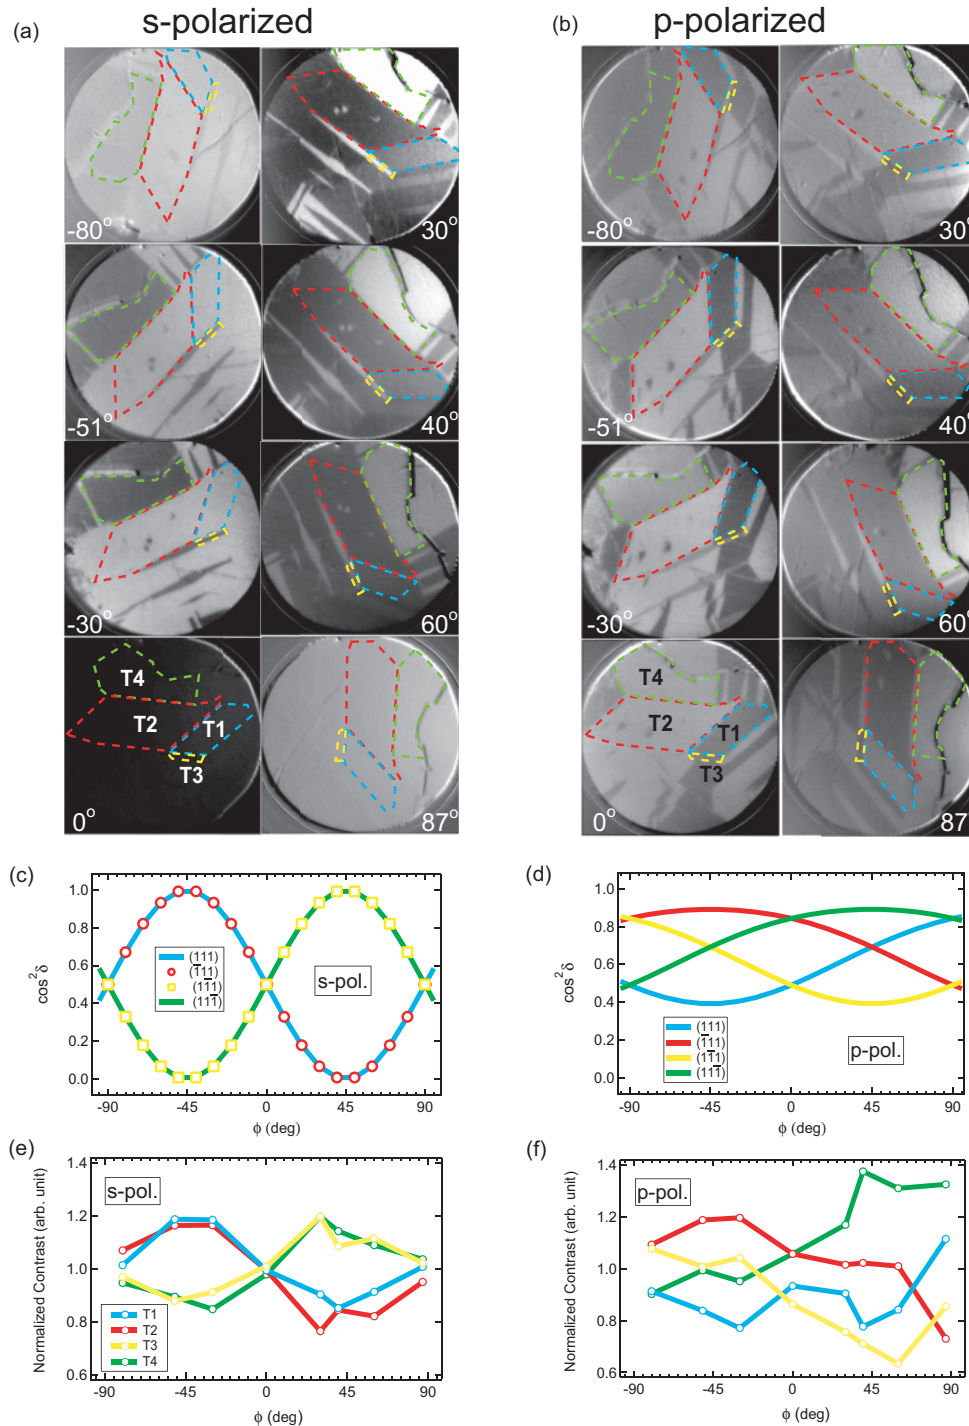 s-polarized
p-polarized
(a)
(b)
-80°
30°
-80°
30°
-51°
40°
-51°
40°
-30°
60°
-30°
60°
T4
T2
T1
T3
0°
87°
T4
T2
T1
T3
0°
87
(c)
(d)
1.0
0.8
0.6
0.4
0.2
0.0
cos²δ
(111)
(1̅11)
(11̅1)
(111̅)
s-pol.
-90
-45
0
45
90
ϕ (deg)
1.0
0.8
0.6
0.4
0.2
0.0
cos²δ
(111)
(1̅11)
(11̅1)
(111̅)
p-pol.
-90
-45
0
45
90
ϕ (deg)
(e)
(f)
1.4
1.2
1.0
0.8
0.6
Normalized Contrast (arb. unit)
s-pol.
T1
T2
T3
T4
-90
-45
0
45
90
ϕ (deg)
1.4
1.2
1.0
0.8
0.6
Normalized Contrast (arb. unit)
p-pol.
-90
-45
0
45
90
ϕ (deg)